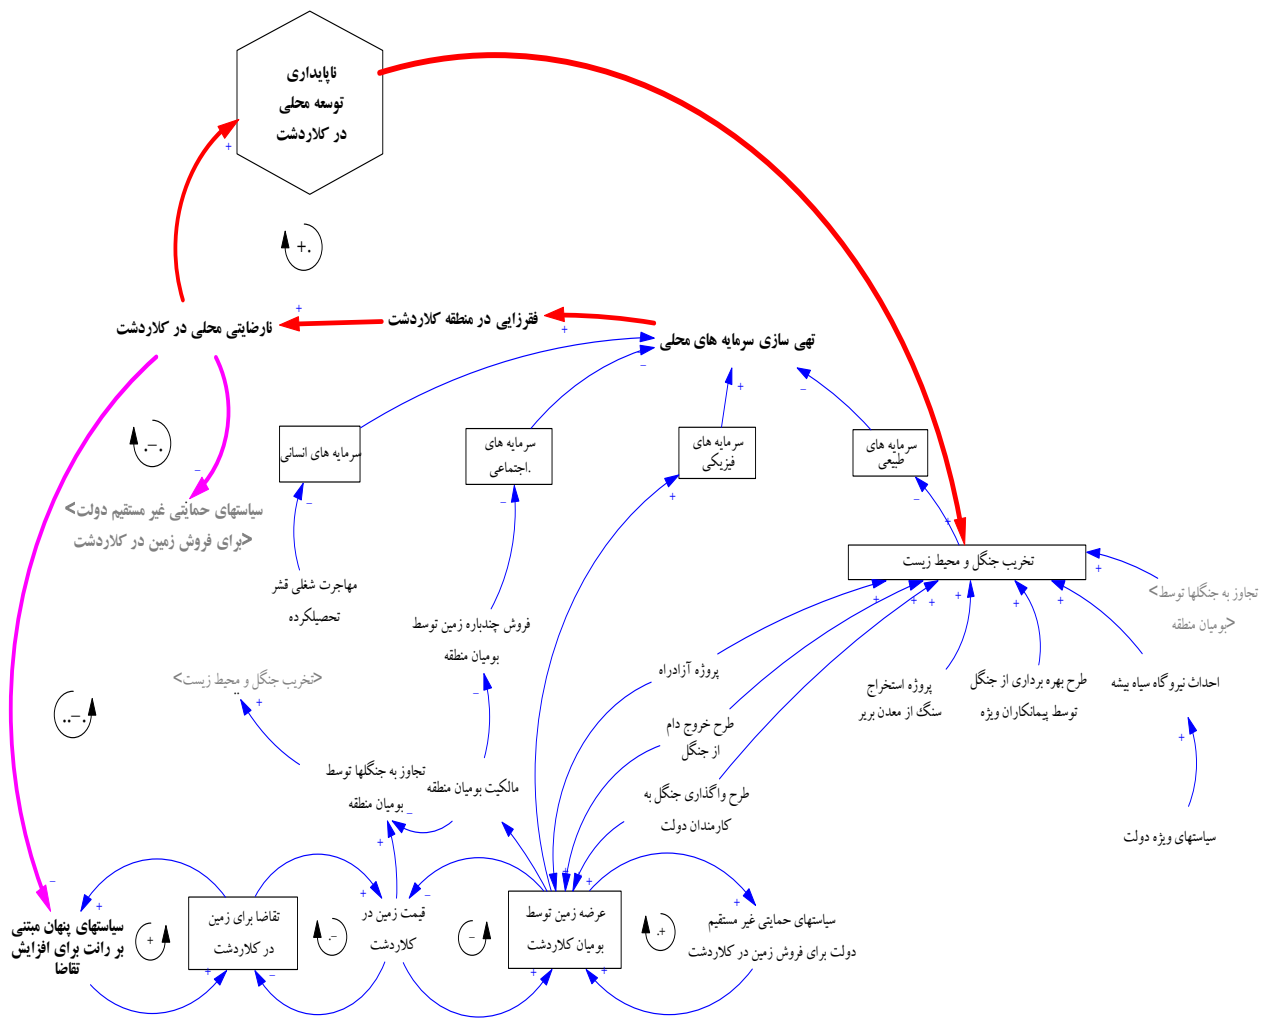 ناپایداری
توسعه محلی
در کلاردشت
+
+.
نارضایتی محلی در کلاردشت
+
فقرزایی در منطقه کلاردشت
+
تهی سازی سرمایه های محلی
–
+
–
سرمایه های انسانی
سرمایه های
اجتماعی.
سرمایه های
فیزیکی
سرمایه های
طبیعی
.–.
–
<سیاستهای حمایتی غیر مستقیم دولت
برای فروش زمین در کلاردشت>
–
–
+
–
+
مهاجرت شغلی قشر
تحصیلکرده
تخریب جنگل و محیط زیست
+
+
+
+
+
+
+
<تجاوز به جنگلها توسط
بومیان منطقه>
فروش چندباره زمین توسط
بومیان منطقه
–
<تخریب جنگل و محیط زیست>
+
پروژه آزادراه
پروژه استخراج
سنگ از معدن بریر
طرح بهره برداری از جنگل
توسط پیمانکاران ویژه
احداث نیروگاه سیاه بیشه
+
..–.
طرح خروج دام
از جنگل
تجاوز به جنگلها توسط
بومیان منطقه
–
+
مالکیت بومیان منطقه
طرح واگذاری جنگل به
کارمندان دولت
سیاستهای ویژه دولت
–
+
سیاستهای پنهان مبتنی
بر رانت برای افزایش
تقاضا
+
تقاضا برای زمین
در کلاردشت
+
–
.–
+
قیمت زمین در
کلاردشت
–
–
عرضه زمین توسط
بومیان کلاردشت
+
+
+
+
.+
+
سیاستهای حمایتی غیر مستقیم
دولت برای فروش زمین در کلاردشت